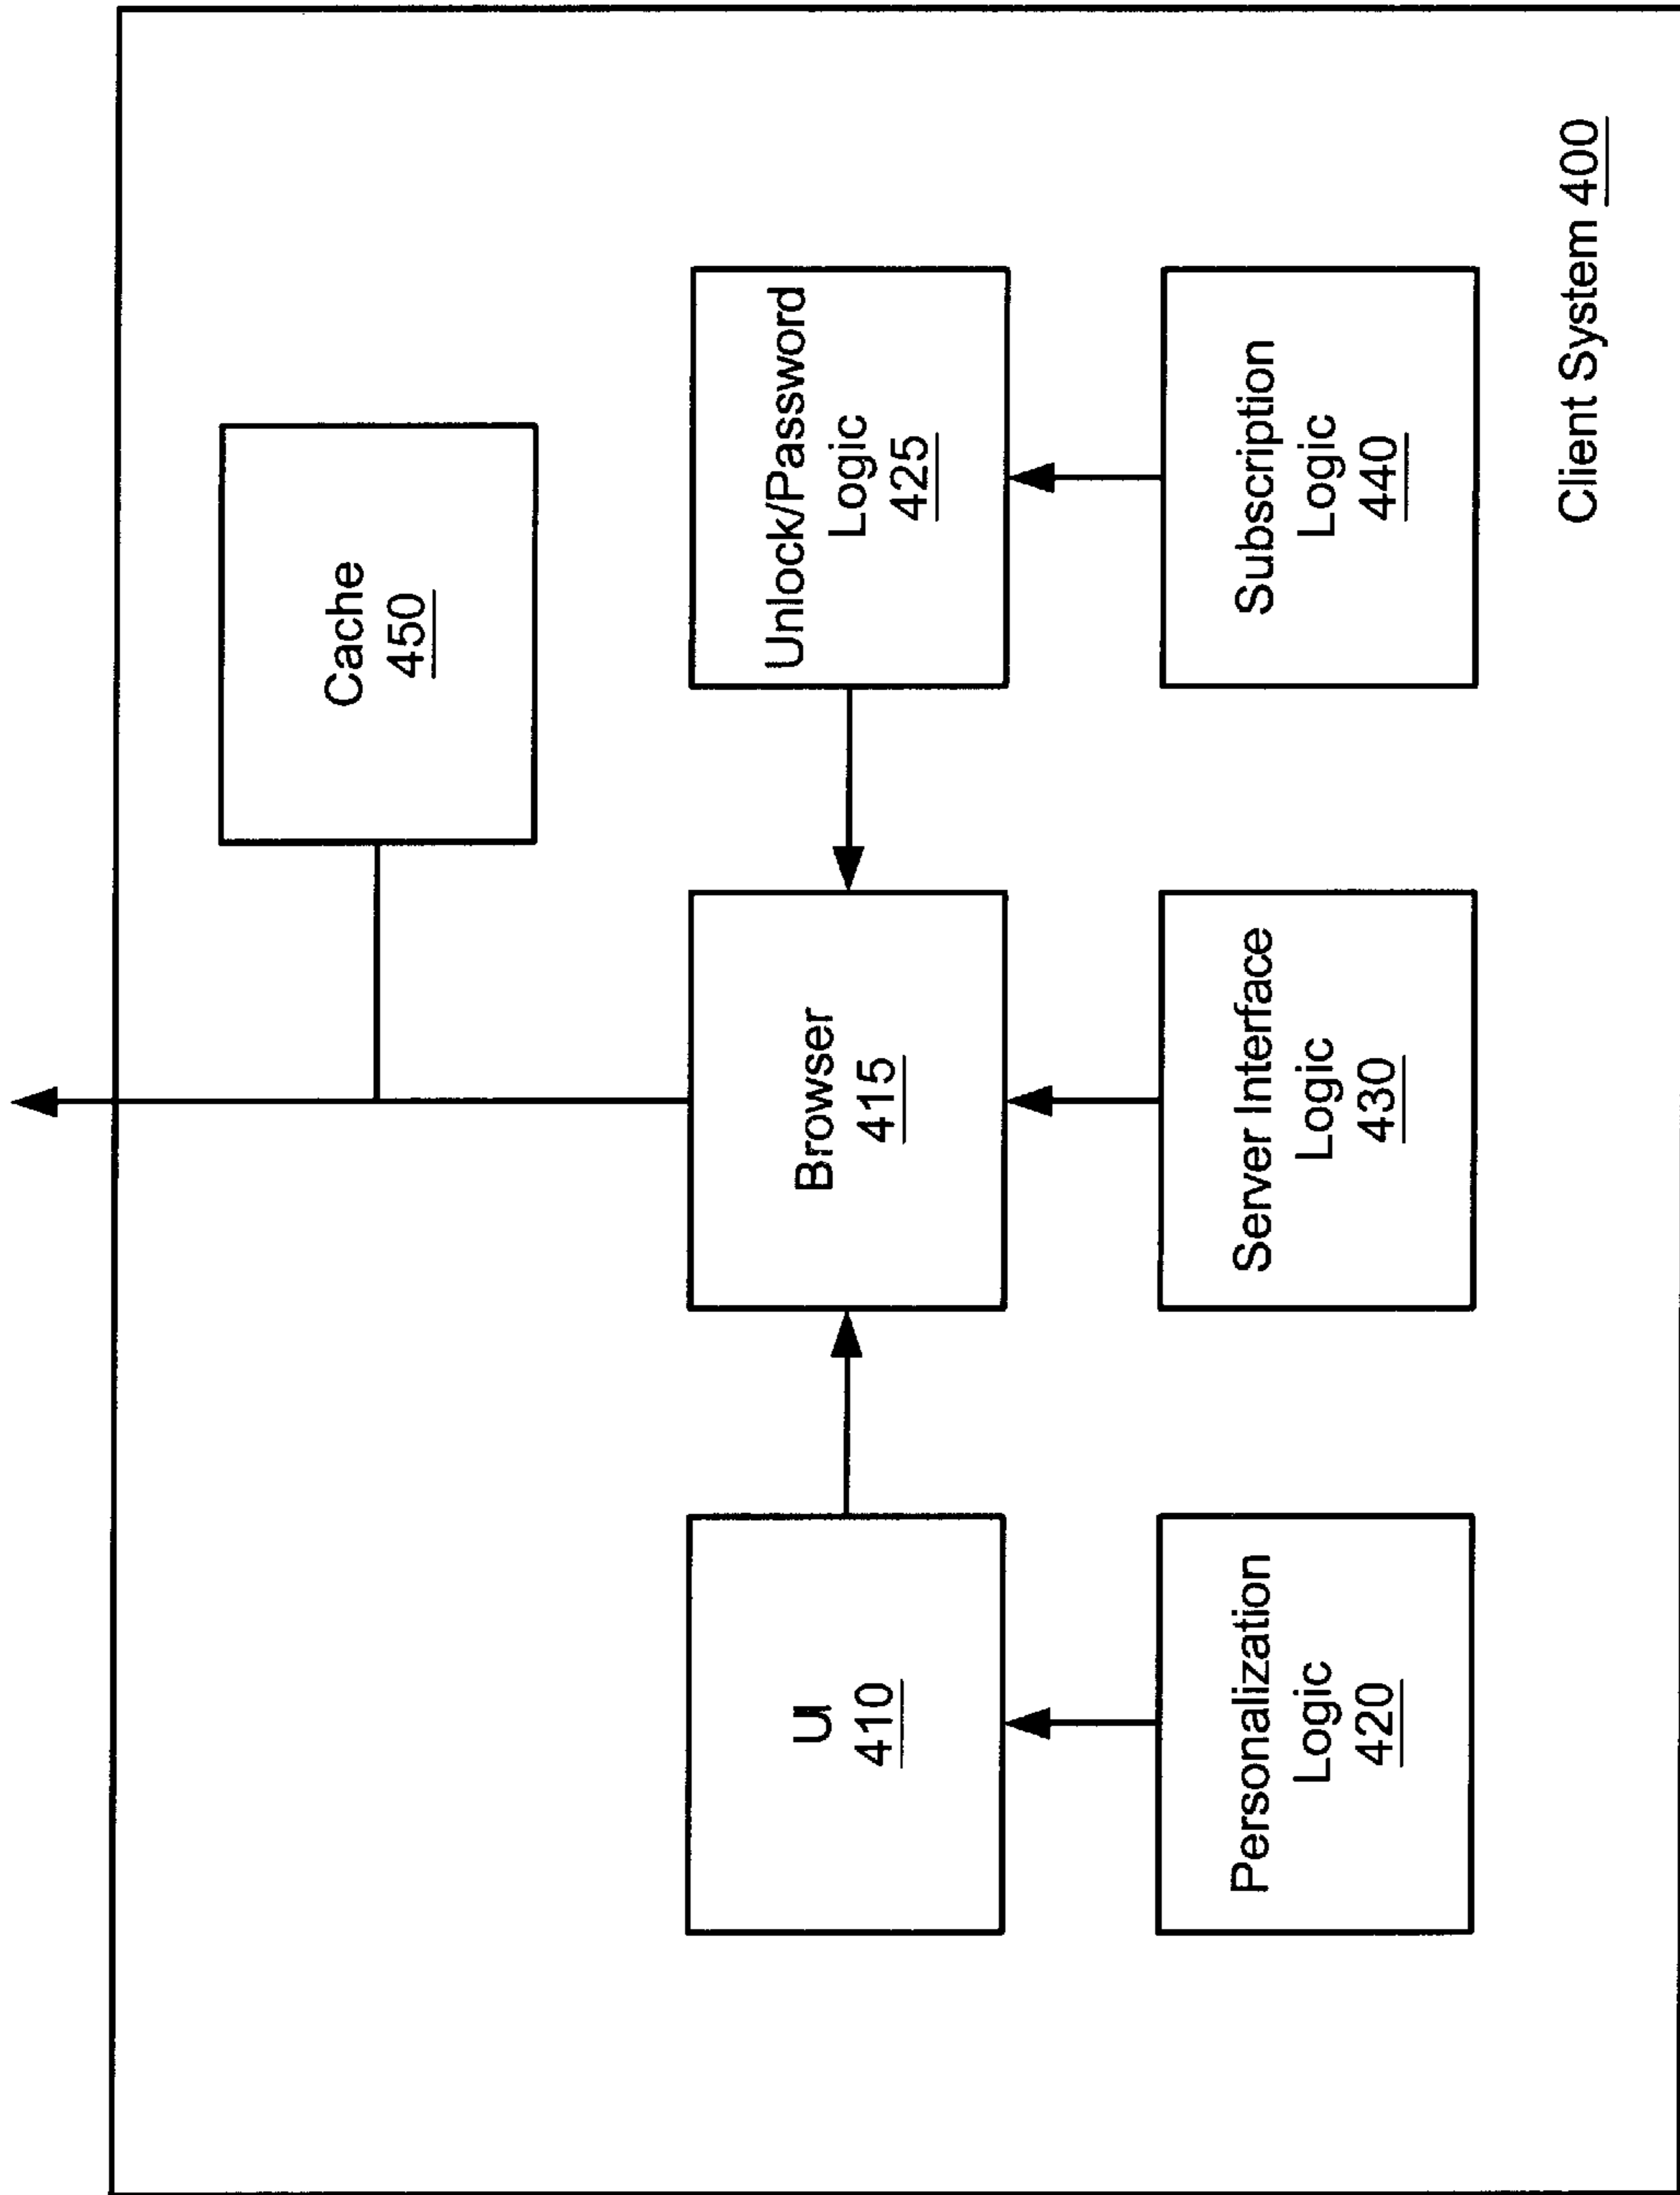 Cache
450
UI
410
Browser
415
Unlock/Password
Logic
425
Personalization
Logic
420
Server Interface
Logic
430
Subscription
Logic
440
Client System 400